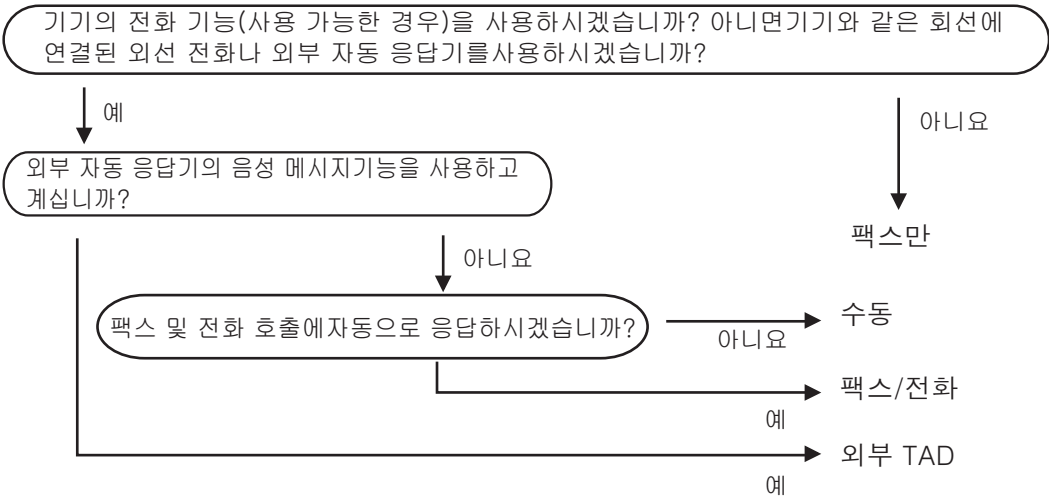 기기의 전화 기능(사용 가능한 경우)을 사용하시겠습니까? 아니면기기와 같은 회선에
연결된 외선 전화나 외부 자동 응답기를사용하시겠습니까?
예
아니요
외부 자동 응답기의 음성 메시지기능을 사용하고
계십니까?
팩스만
아니요
팩스 및 전화 호출에자동으로 응답하시겠습니까?
수동
아니요
팩스/전화
예
외부 TAD
예